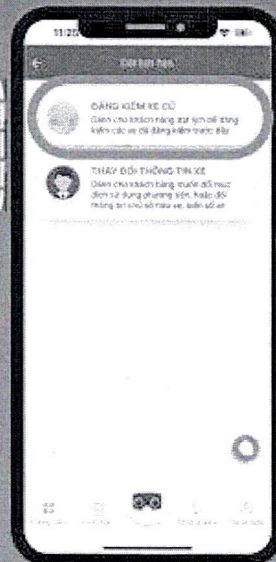 11:25
Đặt lịch hẹn
ĐĂNG KIỂM XE CŨ
Dành cho khách hàng đặt lịch để đăng
kiểm các xe đã đăng kiểm trước đây
THAY ĐỔI THÔNG TIN XE
Dành cho khách hàng muốn đổi mục
đích sử dụng phương tiện, hoặc đổi
thông tin chủ sở hữu xe, biển số xe